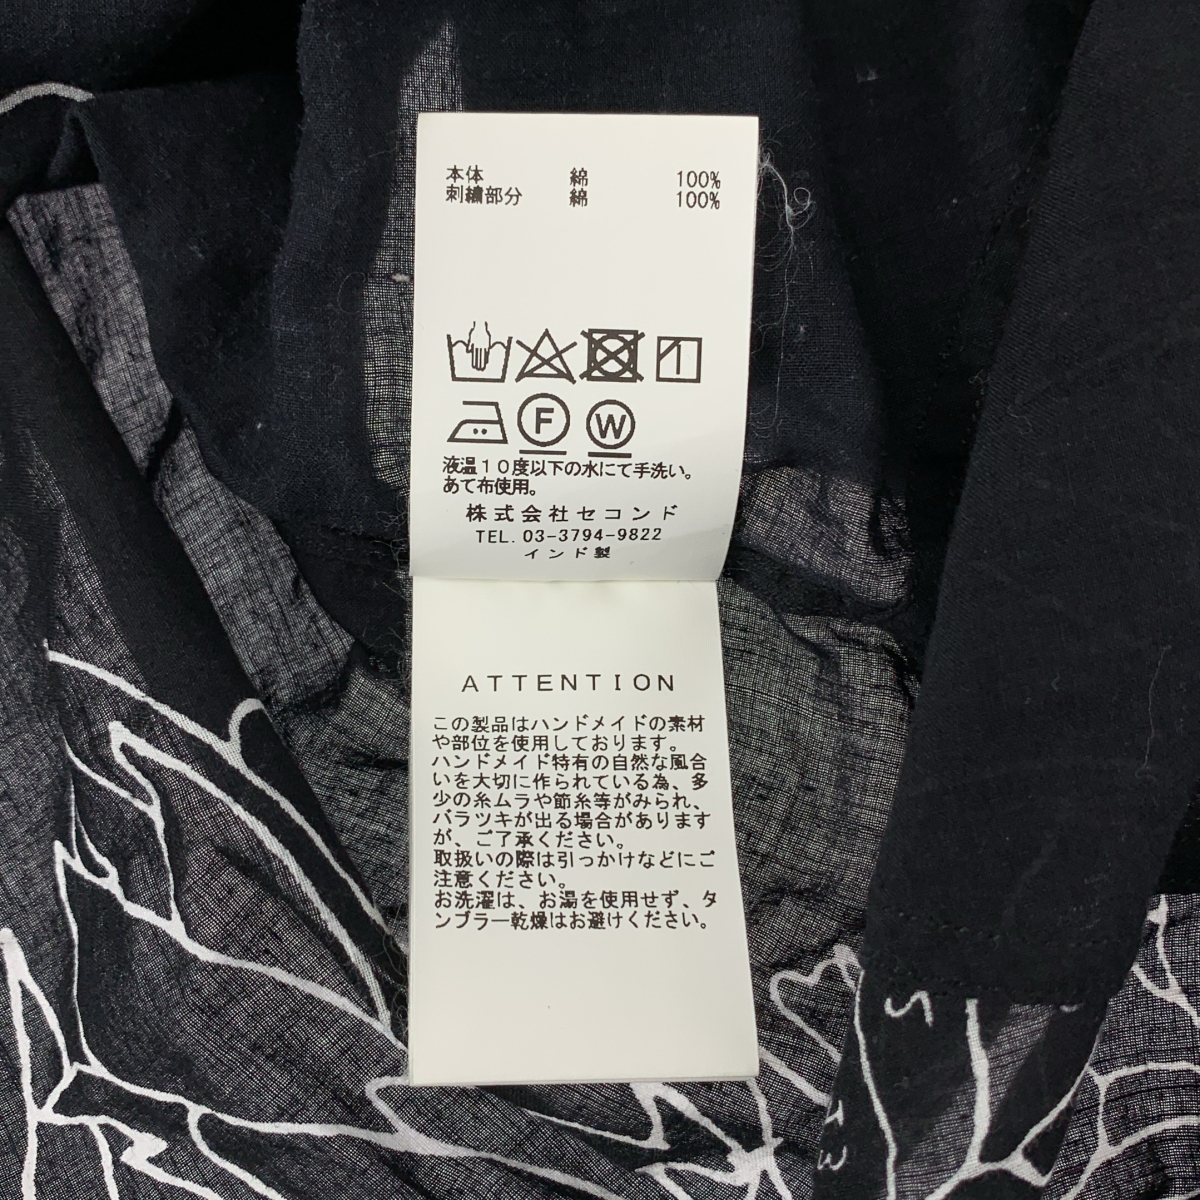 本体 綿 100%
刺繍部分 綿 100%
1
F W
液温10度以下の水にて手洗い。
あて布使用。
株式会社セコンド
TEL. 03-3794-9822
インド製
ATTENTION
この製品はハンドメイドの素材
や部位を使用しております。
ハンドメイド特有の自然な風合
いを大切に作られている為、多
少の糸ムラや節糸等がみられ、
バラツキが出る場合があります
が、ご了承ください。
取扱いの際は引っかけなどにご
注意ください。
お洗濯は、お湯を使用せず、タ
ンブラー乾燥はお避けください。